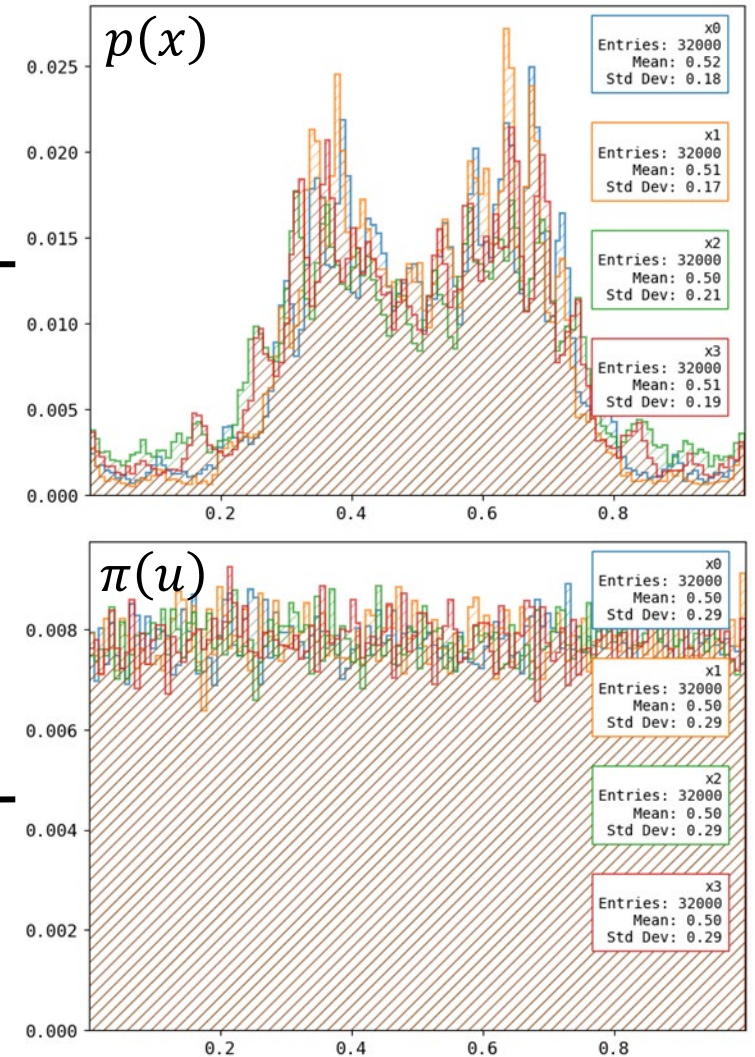 p(x)
0.025
0.020
0.015
0.010
0.005
0.000
0.2 0.4 0.6 0.8
x0
Entries: 32000
Mean: 0.52
Std Dev: 0.18
x1
Entries: 32000
Mean: 0.51
Std Dev: 0.17
x2
Entries: 32000
Mean: 0.50
Std Dev: 0.21
x3
Entries: 32000
Mean: 0.51
Std Dev: 0.19
π(u)
0.008
0.006
0.004
0.002
0.000
0.2 0.4 0.6 0.8
x0
Entries: 32000
Mean: 0.50
Std Dev: 0.29
x1
Entries: 32000
Mean: 0.50
Std Dev: 0.29
x2
Entries: 32000
Mean: 0.50
Std Dev: 0.29
x3
Entries: 32000
Mean: 0.50
Std Dev: 0.29